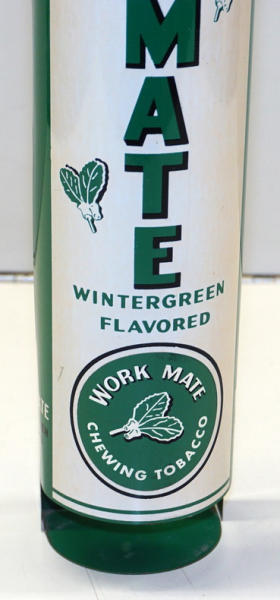 MATE
WINTERGREEN
FLAVORED
WORK MATE
CHEWING TOBACCO